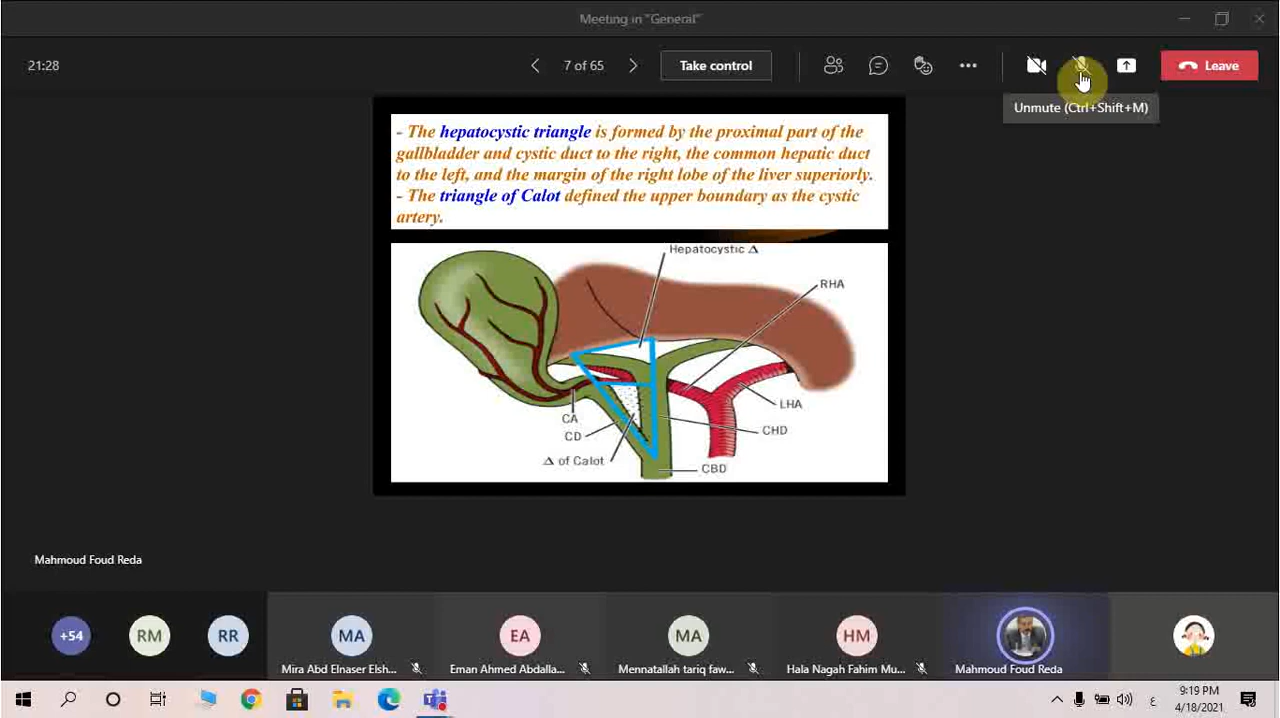 Meeting in "General"
21:28
7 of 65
Take control
Leave
Unmute (Ctrl+Shift+M)
- The hepatocystic triangle is formed by the proximal part of the
gallbladder and cystic duct to the right, the common hepatic duct
to the left, and the margin of the right lobe of the liver superiorly.
- The triangle of Calot defined the upper boundary as the cystic
artery.
Hepatocystic Δ
RHA
LHA
CA
CD
CHD
Δ of Calot
CBD
Mahmoud Foud Reda
+54
RM
RR
MA
EA
MA
HM
Mira Abd Elnaser Elsh...
Eman Ahmed Abdalla...
Mennatallah tariq faw...
Hala Nagah Fahim Mu...
Mahmoud Foud Reda
ع
9:19 PM
4/18/2021